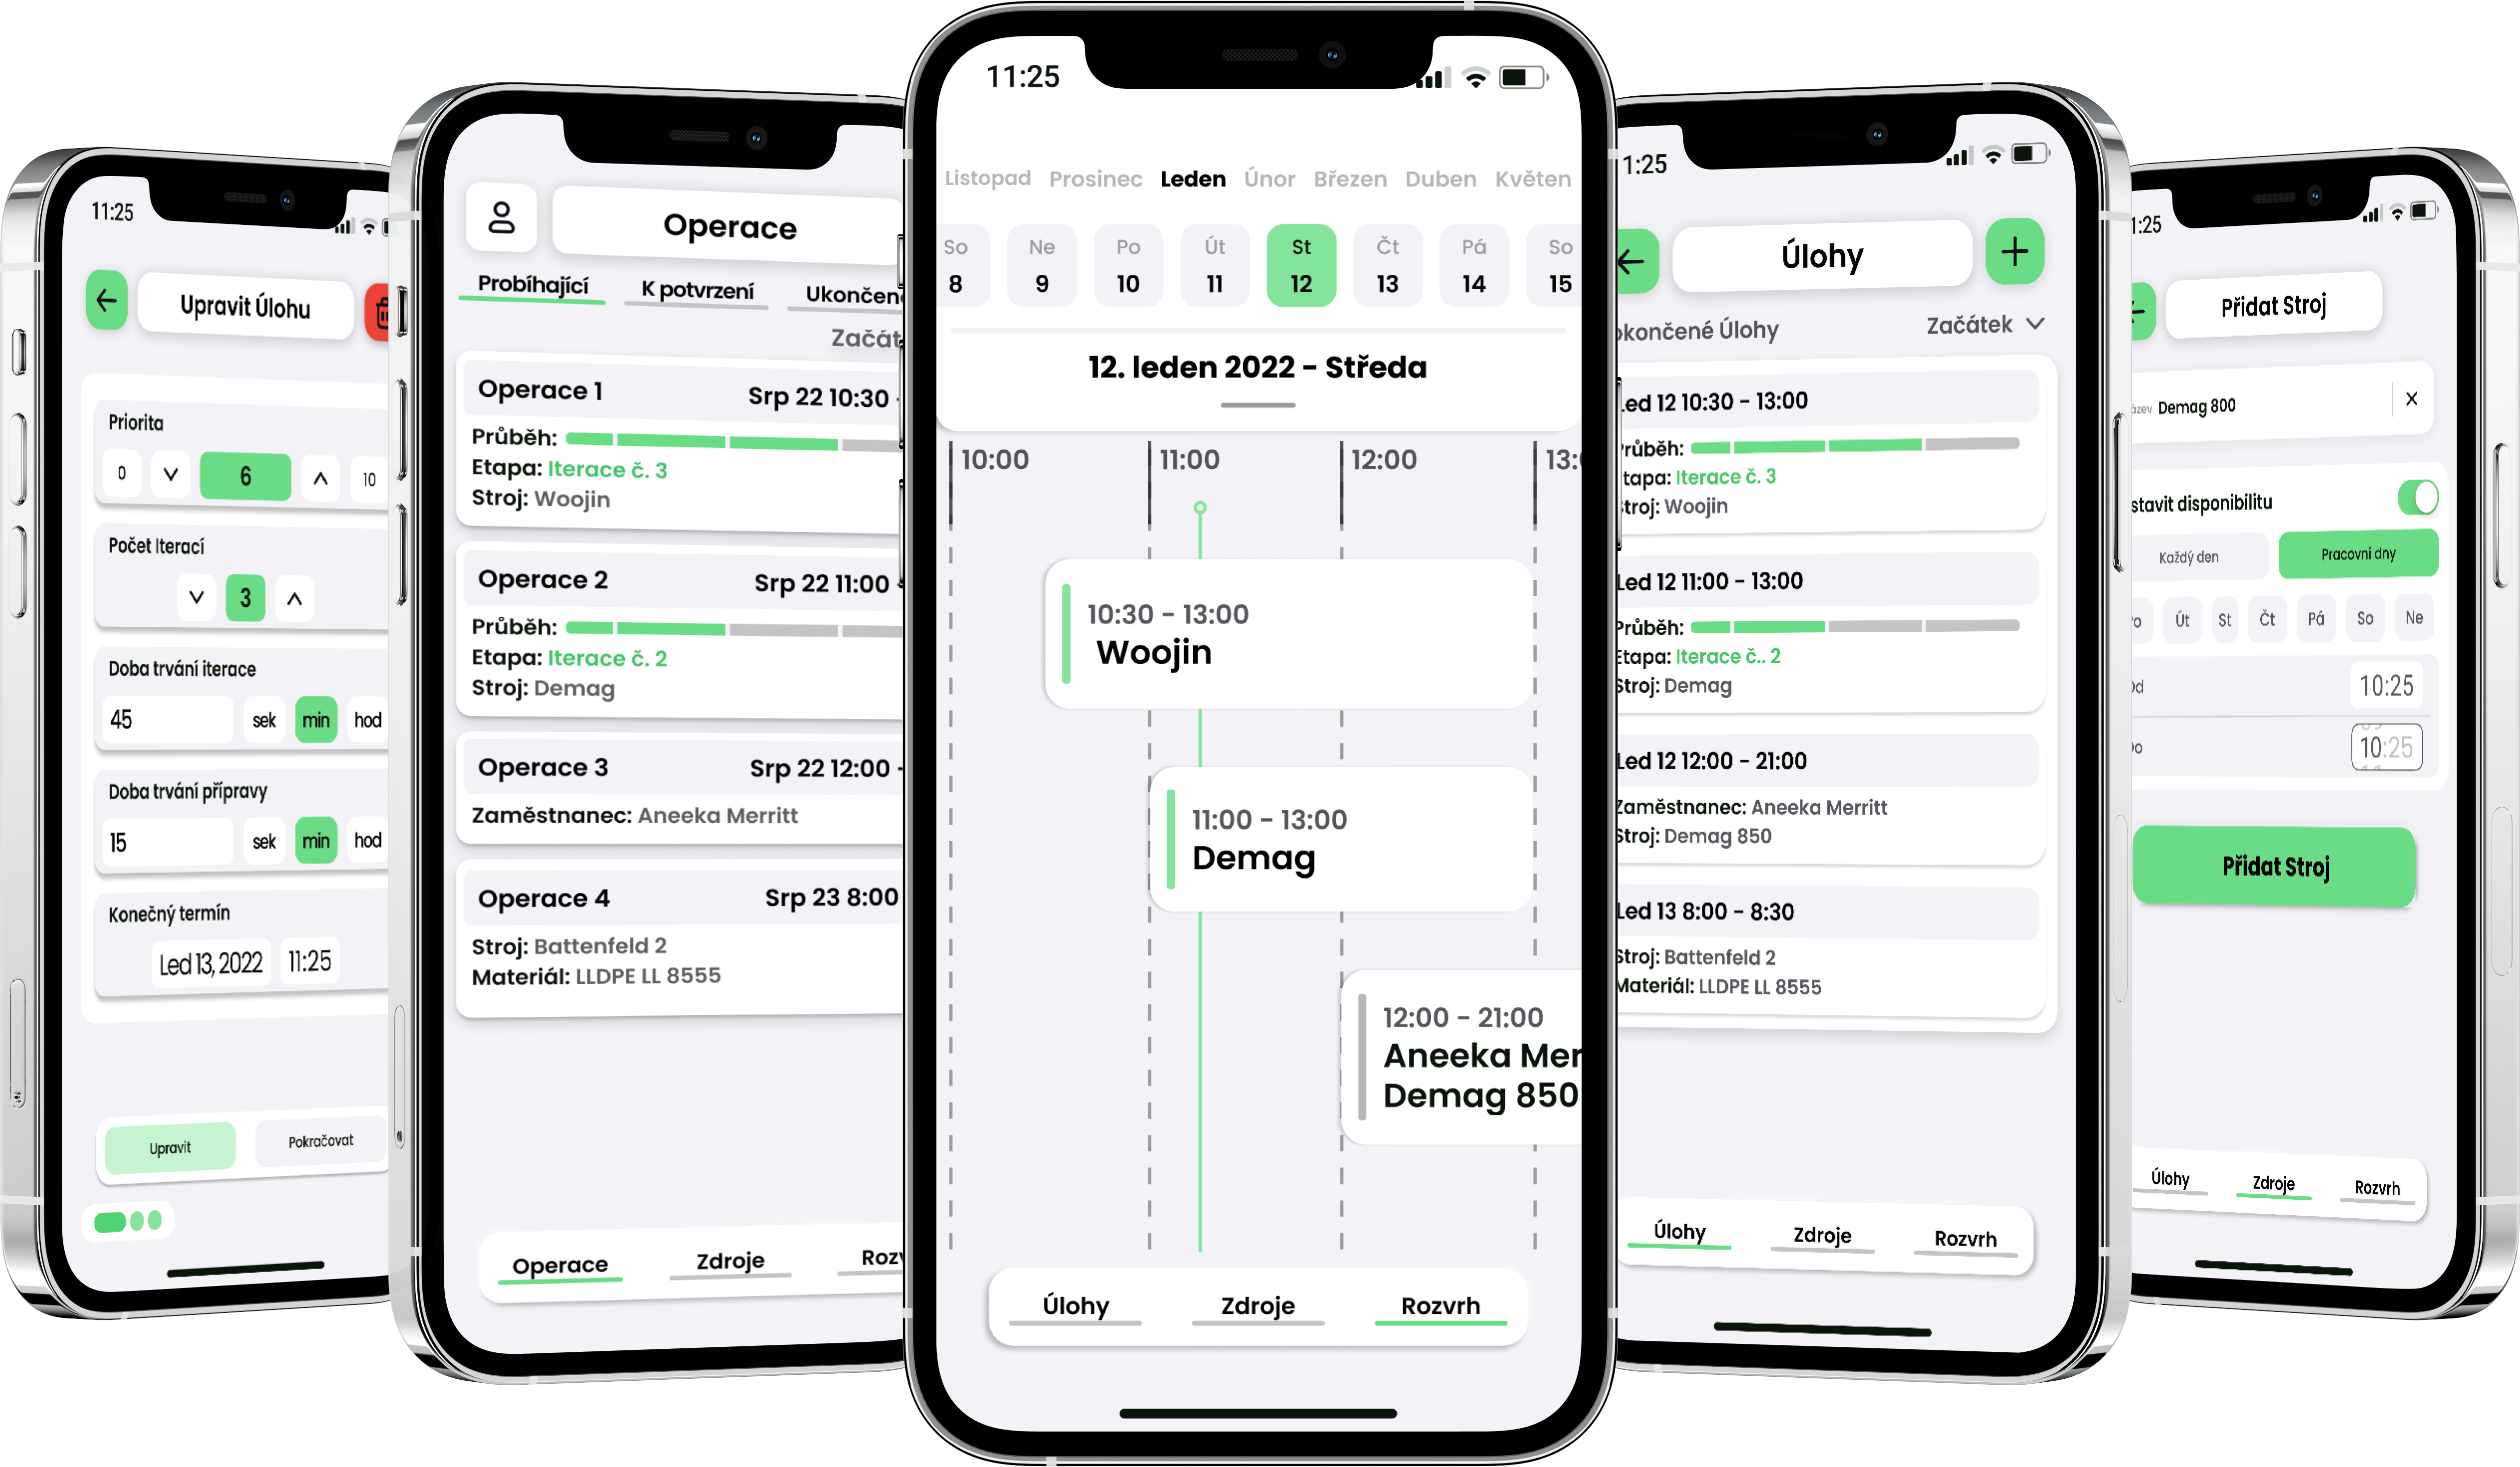 11:25
Upravit Úlohu
Priorita
0 6 10
Počet Iterací
3
Doba trvání iterace
45 sek min hod
Doba trvání přípravy
15 sek min hod
Konečný termín
Led 13, 2022 11:25
Upravit Pokračovat
Operace
Probíhající K potvrzení Ukončen
Začát
Operace 1 Srp 22 10:30 -
Průběh:
Etapa: Iterace č. 3
Stroj: Woojin
Operace 2 Srp 22 11:00 -
Průběh:
Etapa: Iterace č. 2
Stroj: Demag
Operace 3 Srp 22 12:00 -
Zaměstnanec: Aneeka Merritt
Operace 4 Srp 23 8:00
Stroj: Battenfeld 2
Materiál: LLDPE LL 8555
Operace Zdroje Rozv
11:25
Listopad Prosinec Leden Únor Březen Duben Květen
So Ne Po Út St Čt Pá So
8 9 10 11 12 13 14 15
12. leden 2022 - Středa
10:00 11:00 12:00 13:
10:30 - 13:00
Woojin
11:00 - 13:00
Demag
12:00 - 21:00
Aneeka Mer
Demag 850
Úlohy Zdroje Rozvrh
1:25
Úlohy
okončené Úlohy Začátek
Led 12 10:30 - 13:00
Průběh:
tapa: Iterace č. 3
troj: Woojin
Led 12 11:00 - 13:00
Průběh:
Etapa: Iterace č.. 2
Stroj: Demag
Led 12 12:00 - 21:00
Zaměstnanec: Aneeka Merritt
Stroj: Demag 850
Led 13 8:00 - 8:30
Stroj: Battenfeld 2
Materiál: LLDPE LL 8555
Úlohy Zdroje Rozvrh
1:25
Přidat Stroj
ázev Demag 800
stavit disponibilitu
Každý den Pracovní dny
o Út St Čt Pá So Ne
d 10:25
o 10:25
Přidat Stroj
Úlohy Zdroje Rozvrh